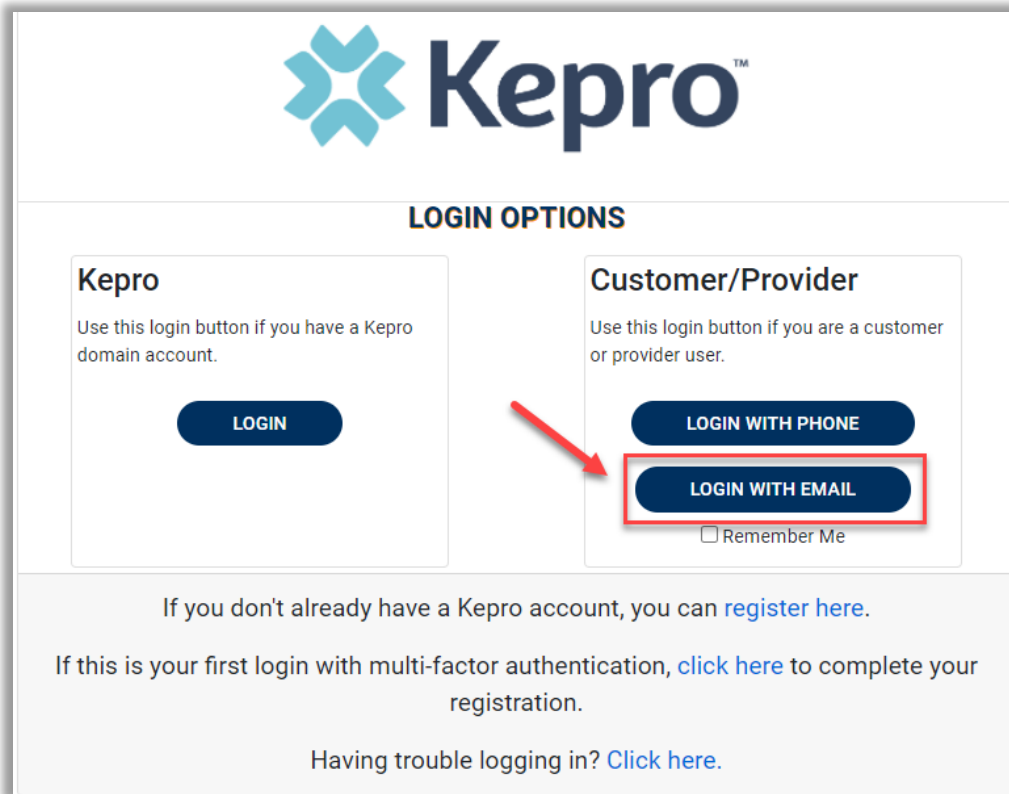 Kepro™
LOGIN OPTIONS
Kepro
Use this login button if you have a Kepro
domain account.
LOGIN
Customer/Provider
Use this login button if you are a customer
or provider user.
LOGIN WITH PHONE
LOGIN WITH EMAIL
Remember Me
If you don't already have a Kepro account, you can register here.
If this is your first login with multi-factor authentication, click here to complete your
registration.
Having trouble logging in? Click here.